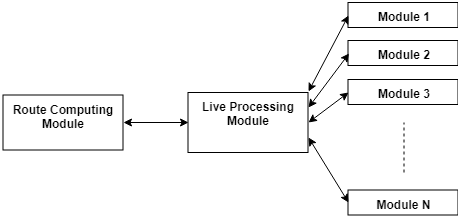 Module 1
Module 2
Module 3
Route Computing
Module
Live Processing
Module
Module N